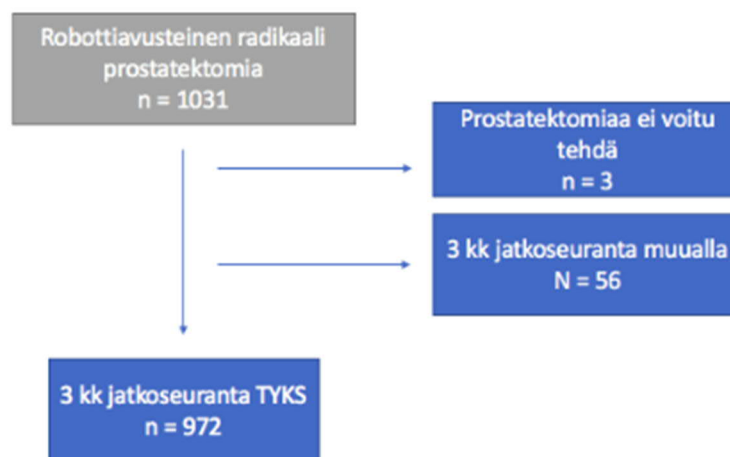 Robottiavusteinen radikaali
prostatektomia
n = 1031
Prostatektomiaa ei voitu
tehdä
n = 3
3 kk jatkoseuranta muualla
N = 56
3 kk jatkoseuranta TYKS
n = 972